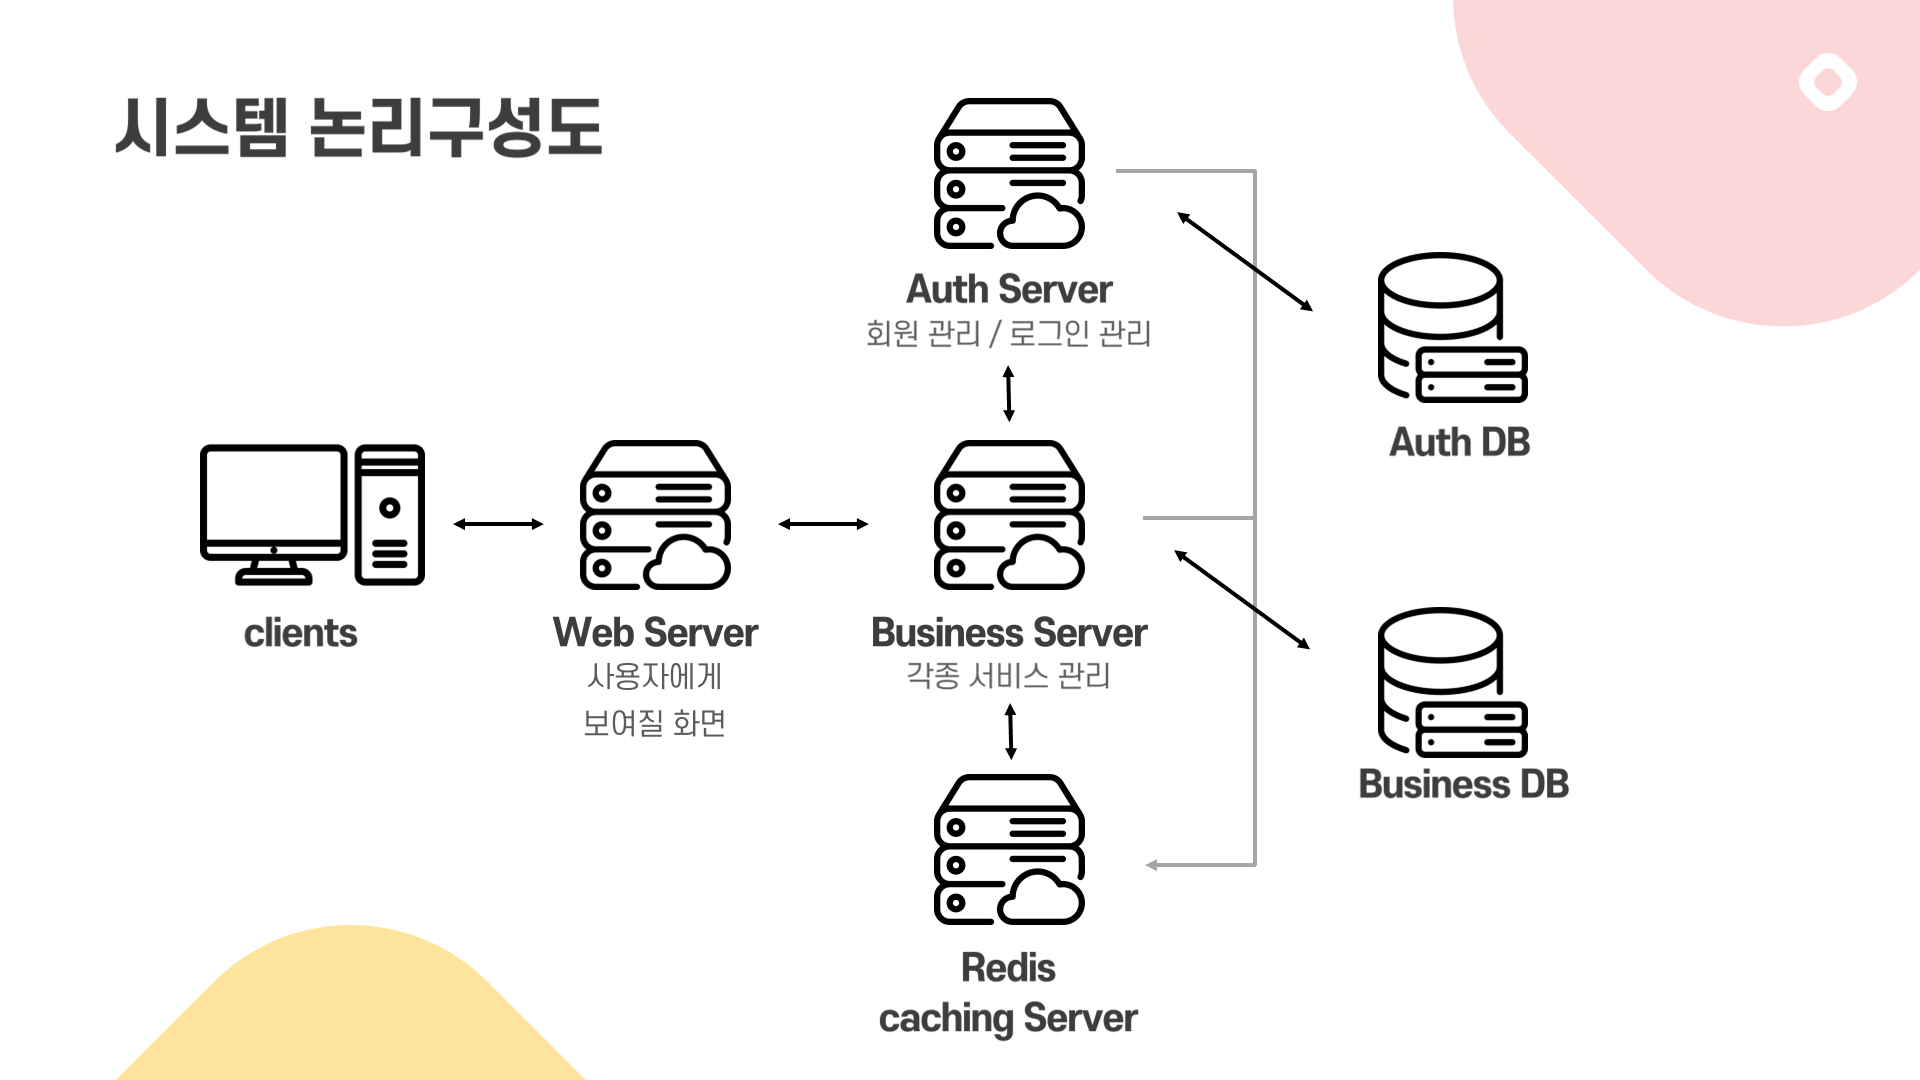 시스템 논리구성도
Auth Server
회원 관리 / 로그인 관리
Auth DB
clients
Web Server
사용자에게
보여질 화면
Business Server
각종 서비스 관리
Business DB
Redis
caching Server